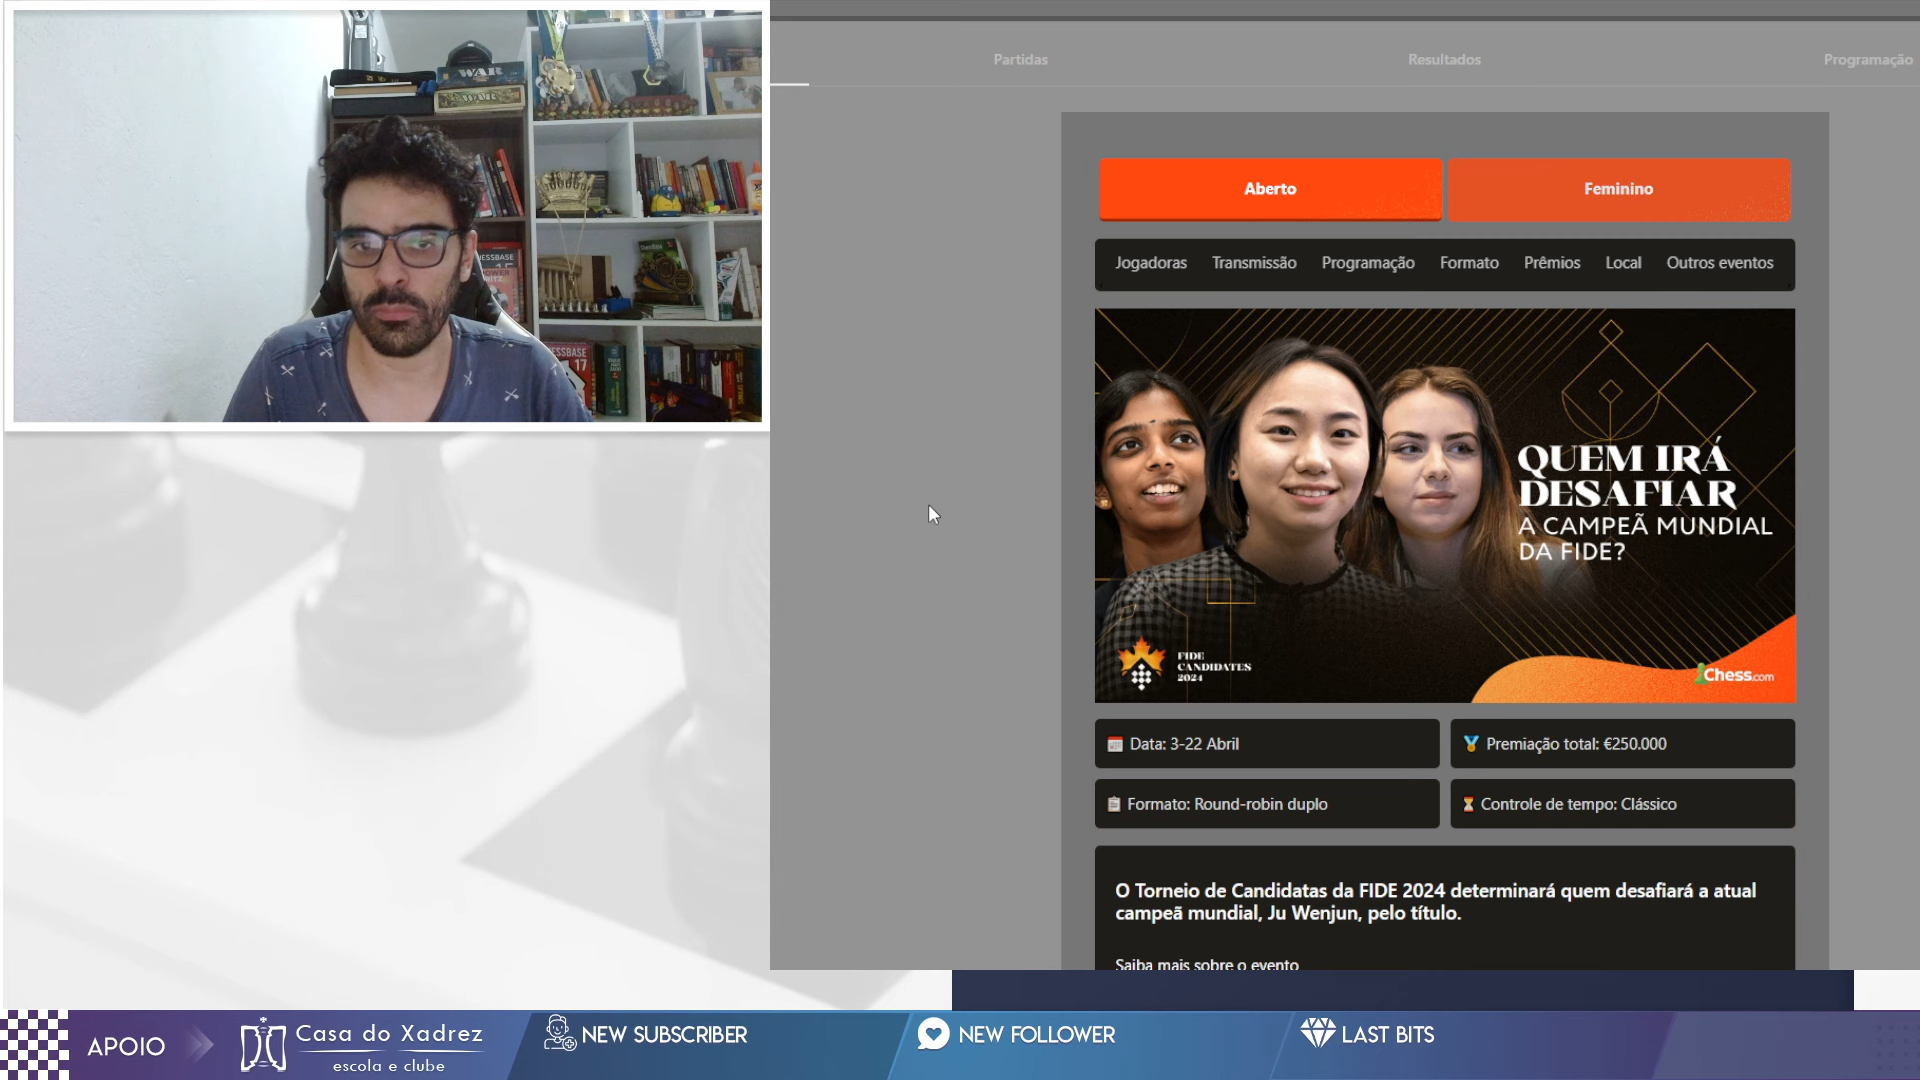 Partidas
Resultados
Programação
Aberto
Feminino
Jogadoras
Transmissão
Programação
Formato
Prêmios
Local
Outros eventos
QUEM IRÁ
DESAFIAR
A CAMPEÃ MUNDIAL
DA FIDE?
FIDE
CANDIDATES
2024
Chess.com
Data: 3-22 Abril
Premiação total: €250.000
Formato: Round-robin duplo
Controle de tempo: Clássico
O Torneio de Candidatas da FIDE 2024 determinará quem desafiará a atual
campeã mundial, Ju Wenjun, pelo título.
Saiba mais sobre o evento
WAR
17
APOIO
Casa do Xadrez
escola e clube
NEW SUBSCRIBER
NEW FOLLOWER
LAST BITS